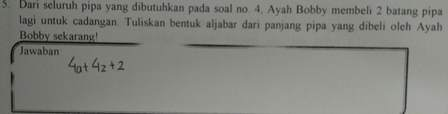 5. Dari seluruh pipa yang dibutuhkan pada soal no. 4, Ayah Bobby membeli 2 batang pipa
lagi untuk cadangan. Tuliskan bentuk aljabar dari panjang pipa yang dibeli oleh Ayah
Bobby sekarang!
Jawaban
4a+42+2